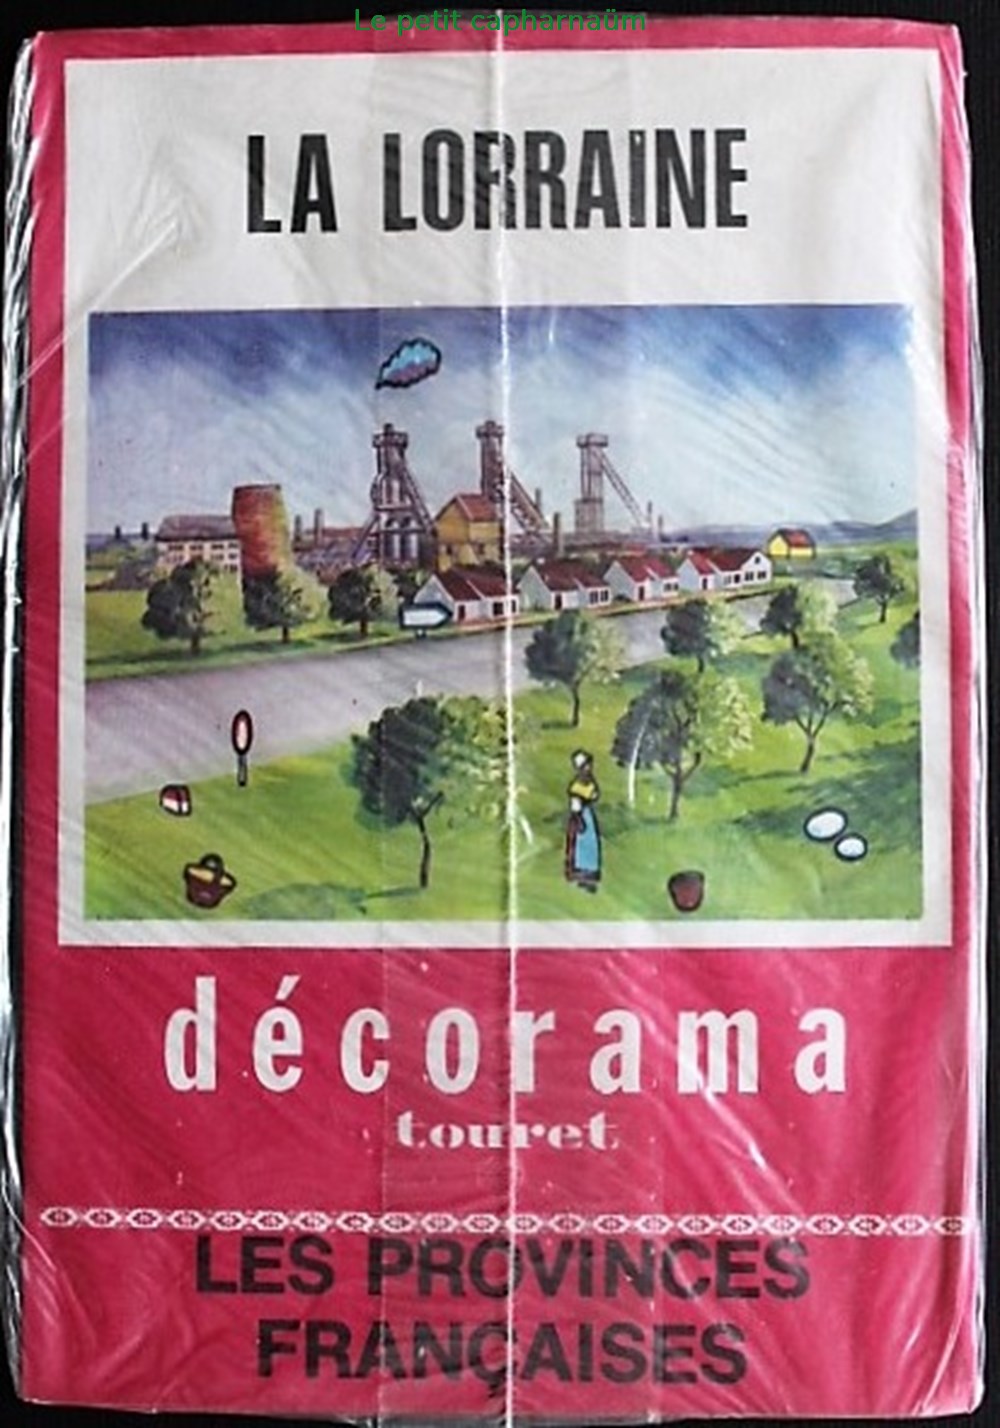 Le petit capharnaüm
LA LORRAINE
décorama
touret
LES PROVINCES
FRANÇAISES